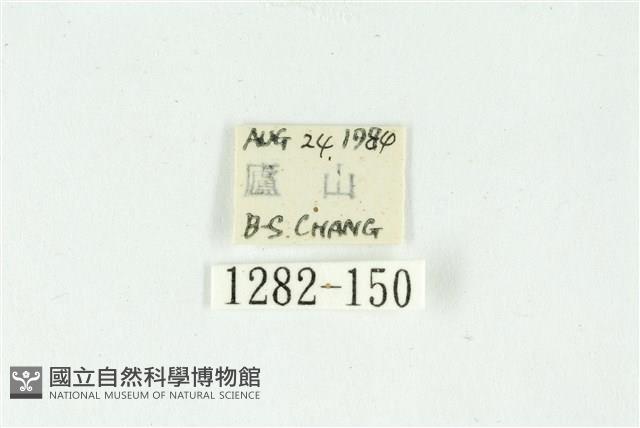 AUG 24, 1984
廬 山
B-S. CHANG
1282-150
國立自然科學博物館
NATIONAL MUSEUM OF NATURAL SCIENCE